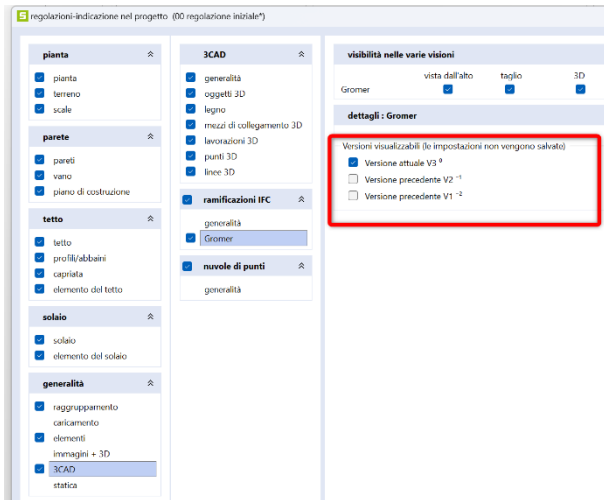 S regolazioni-indicazione nel progetto (00 regolazione iniziale*)
pianta
pianta
terreno
scale
parete
pareti
vano
piano di costruzione
tetto
tetto
profili/abbaini
capriata
elemento del tetto
solaio
solaio
elemento del solaio
generalità
raggruppamento
caricamento
elementi
immagini + 3D
3CAD
statica
3CAD
generalità
oggetti 3D
legno
mezzi di collegamento 3D
lavorazioni 3D
punti 3D
linee 3D
ramificazioni IFC
generalità
Gromer
nuvole di punti
generalità
visibilità nelle varie visioni
vista dall'alto taglio 3D
Gromer
dettagli : Gromer
Versioni visualizzabili (le impostazioni non vengono salvate)
Versione attuale V3 ⁰
Versione precedente V2 ⁻¹
Versione precedente V1 ⁻²